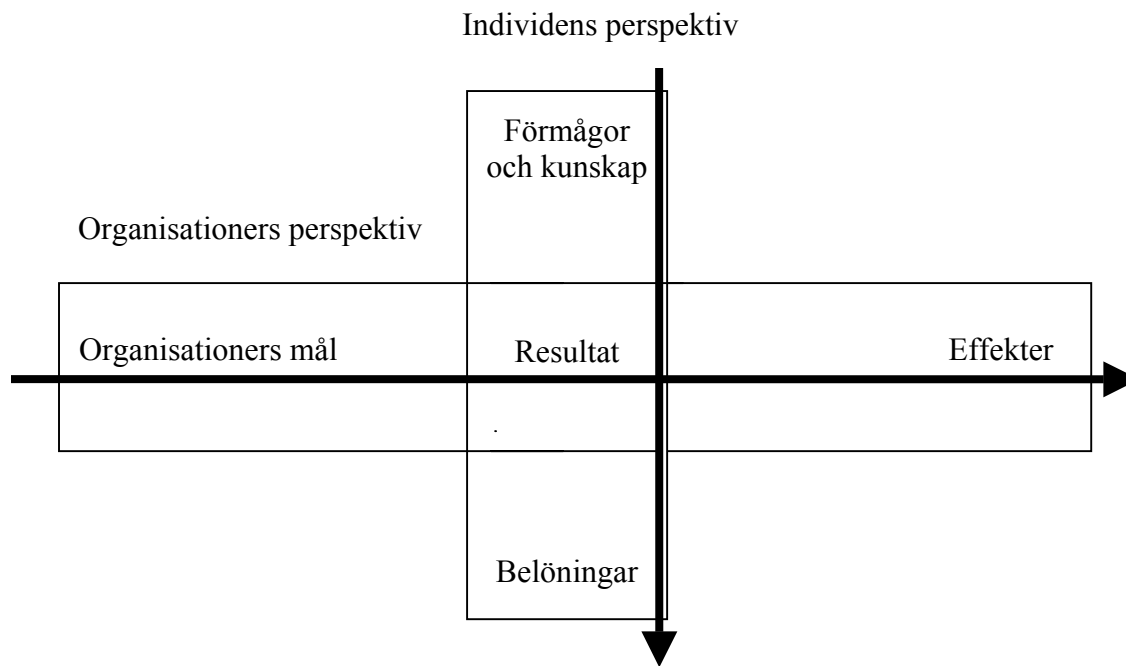 Individens perspektiv
Förmågor
och kunskap
Organisationers perspektiv
Organisationers mål
Resultat
Effekter
.
Belöningar